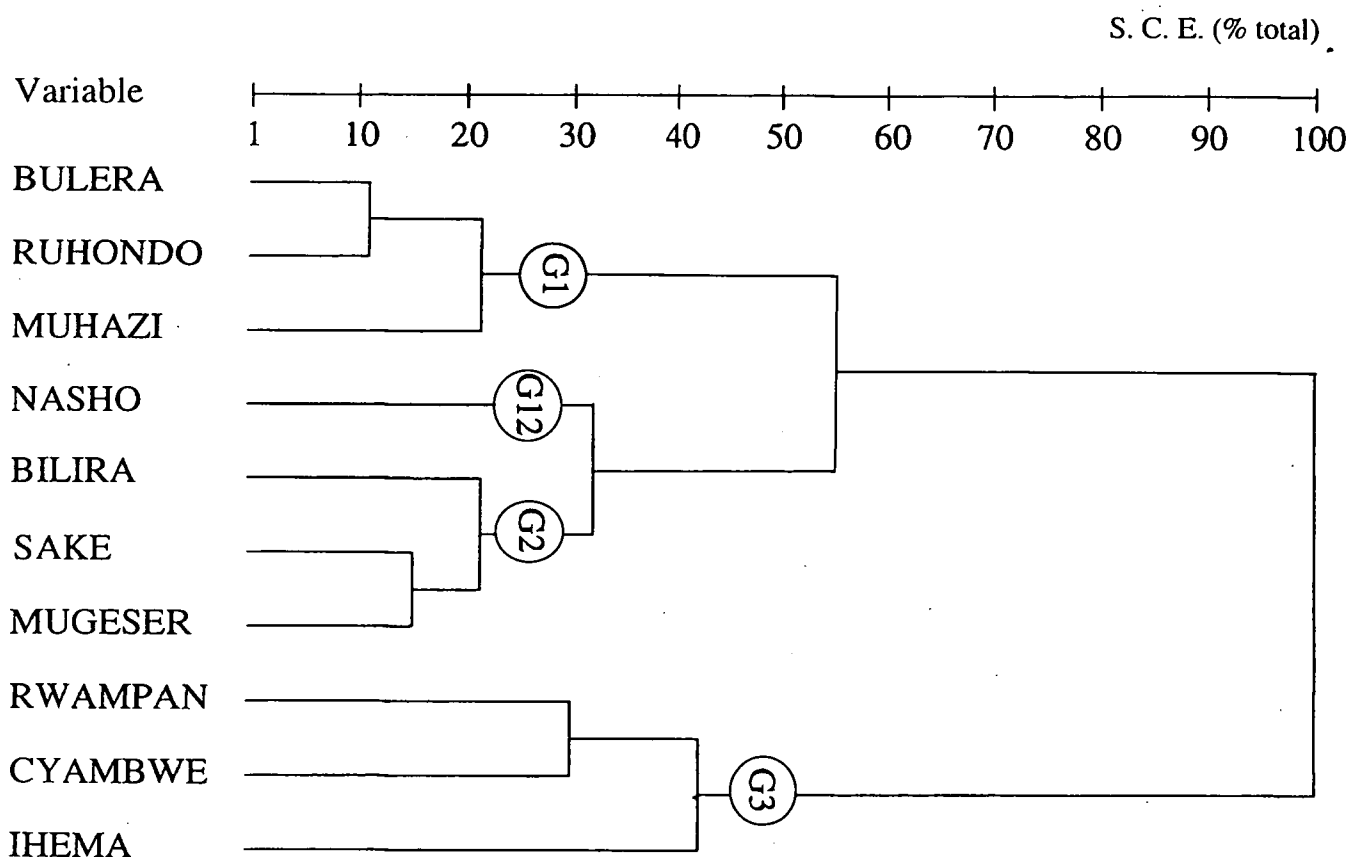 S. C. E. (% total)
Variable
1 10 20 30 40 50 60 70 80 90 100
BULERA
RUHONDO
G1
MUHAZI
NASHO
G12
BILIRA
G2
SAKE
MUGESER
RWAMPAN
CYAMBWE
G3
IHEMA